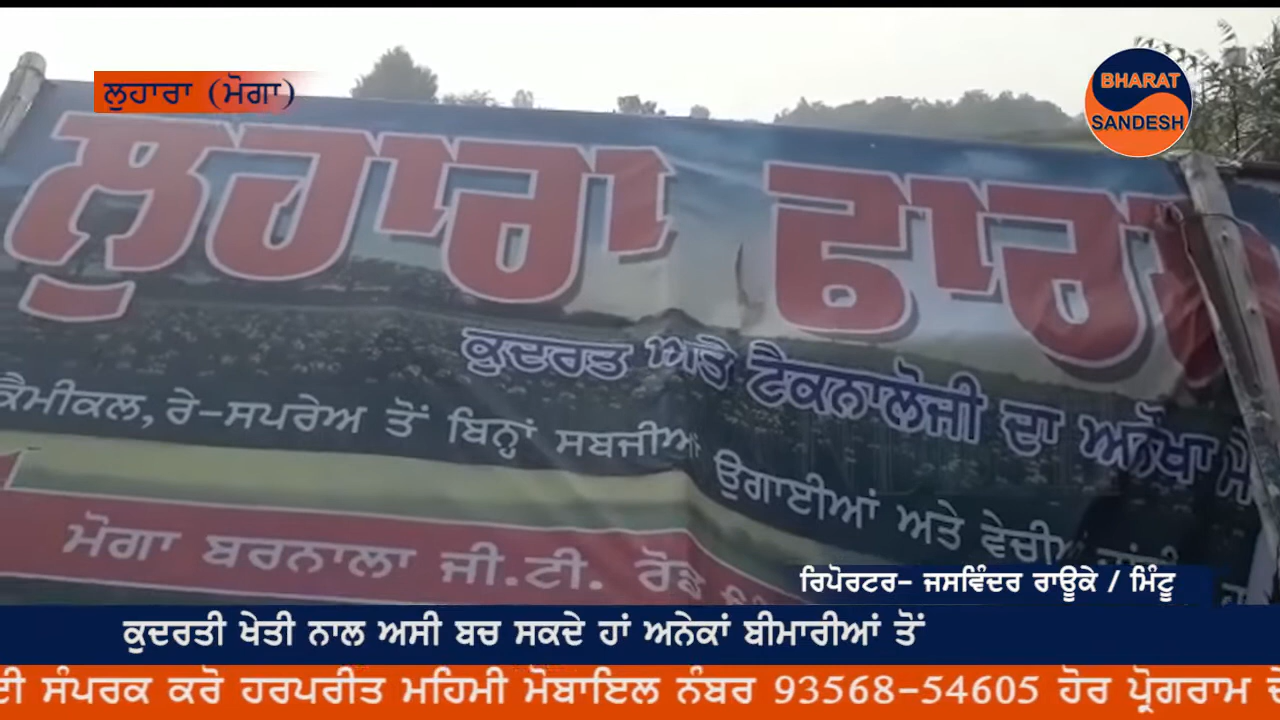 ਲੁਹਾਰਾ (ਮੋਗਾ)
BHARAT
SANDESH
ਲੁਹਾਰਾ
ਕੁਦਰਤ ਅਤੇ ਟੈਕਨਾਲੋਜੀ ਦਾ ਅਨੋਖਾ
ਕੈਮੀਕਲ, ਰੇ-ਸਪਰੇਅ ਤੋਂ ਬਿਨ੍ਹਾਂ ਸਬਜੀਆਂ ਉਗਾਈਆਂ ਅਤੇ
ਮੋਗਾ ਬਰਨਾਲਾ ਜੀ.ਟੀ. ਰੋਡ
ਰਿਪੋਰਟਰ- ਜਸਵਿੰਦਰ ਰਾਊਕੇ / ਮਿੰਟੂ
ਕੁਦਰਤੀ ਖੇਤੀ ਨਾਲ ਅਸੀ ਬਚ ਸਕਦੇ ਹਾਂ ਅਨੇਕਾਂ ਬੀਮਾਰੀਆਂ ਤੋਂ
ਸੰਪਰਕ ਕਰੋ ਹਰਪਰੀਤ ਮਹਿਮੀ ਮੋਬਾਇਲ ਨੰਬਰ 93568-54605 ਹੋਰ ਪ੍ਰੋਗਰਾਮ